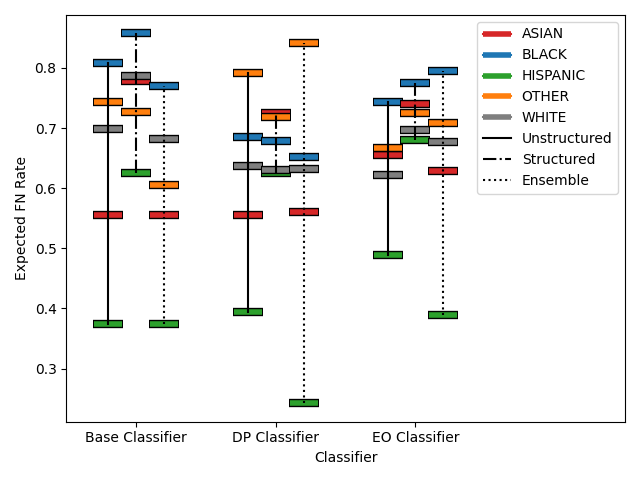 ASIAN
BLACK
HISPANIC
OTHER
WHITE
Unstructured
Structured
Ensemble
Expected FN Rate
0.8
0.7
0.6
0.5
0.4
0.3
Base Classifier
DP Classifier
EO Classifier
Classifier